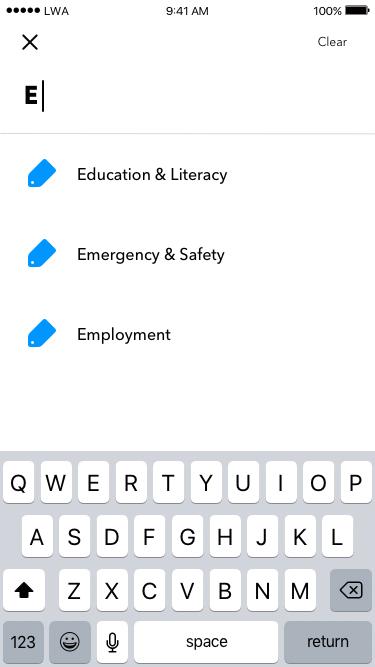 LWA 9:41 AM 100%
Clear
E
Education & Literacy
Emergency & Safety
Employment
Q W E R T Y U I O P
A S D F G H J K L
Z X C V B N M
123 space return